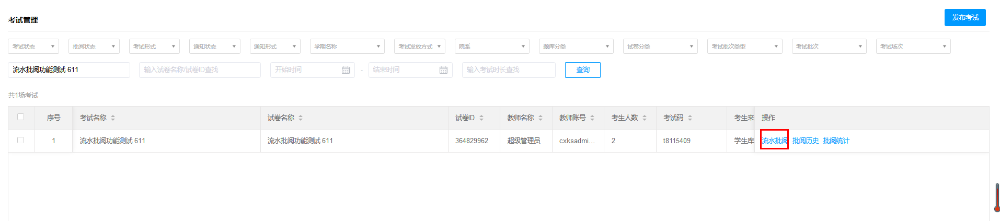 考试管理
发布考试
考试状态 批阅状态 考试形式 通知状态 通知形式 学期名称 考试发放方式 院系 题库分类 试卷分类 考试批次类型 考试批次 考试场次
流水批阅功能测试 611 输入试卷名称/试卷ID查找 开始时间 - 结束时间 输入考试时长查找 查询
共1场考试
序号 考试名称 试卷名称 试卷ID 教师名称 教师账号 考生人数 考试码 考生来 操作
1 流水批阅功能测试 611 流水批阅功能测试 611 364829962 超级管理员 cxksadmi... 2 t8115409 学生库 流水批阅 批阅历史 批阅统计